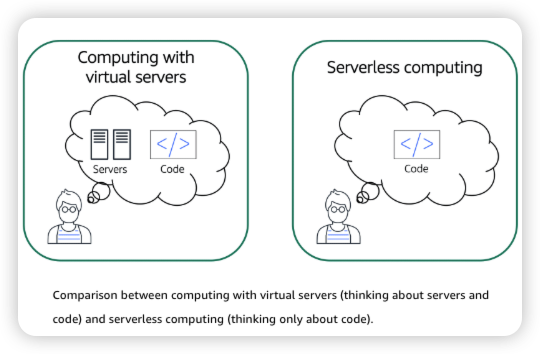 Computing with
virtual servers
Servers
</>
Code
Serverless computing
</>
Code
Comparison between computing with virtual servers (thinking about servers and
code) and serverless computing (thinking only about code).